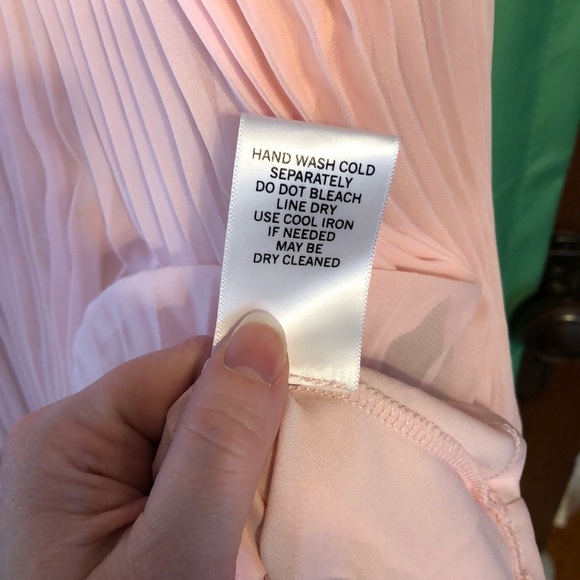 HAND WASH COLD
SEPARATELY
DO DOT BLEACH
LINE DRY
USE COOL IRON
IF NEEDED
MAY BE
DRY CLEANED